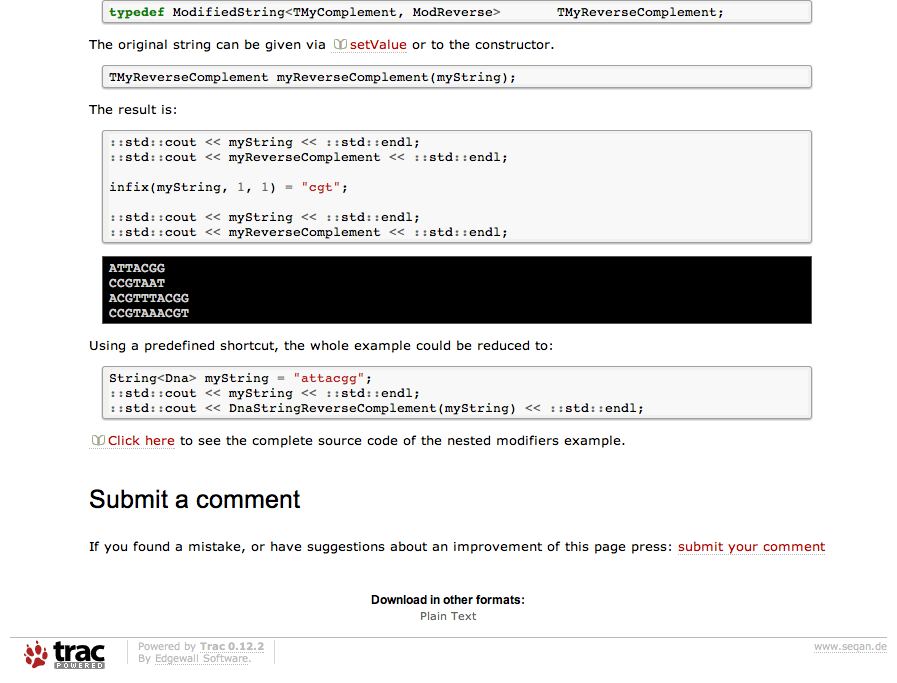 typedef ModifiedString<TMyComplement, ModReverse>       TMyReverseComplement;
The original string can be given via setValue or to the constructor.
TMyReverseComplement myReverseComplement(myString);
The result is:
::std::cout << myString << ::std::endl;
::std::cout << myReverseComplement << ::std::endl;
infix(myString, 1, 1) = "cgt";
::std::cout << myString << ::std::endl;
::std::cout << myReverseComplement << ::std::endl;
ATTACGG
CCGTAAT
ACGTTTACGG
CCGTAAACGT
Using a predefined shortcut, the whole example could be reduced to:
String<Dna> myString = "attacgg";
::std::cout << myString << ::std::endl;
::std::cout << DnaStringReverseComplement(myString) << ::std::endl;
Click here to see the complete source code of the nested modifiers example.
Submit a comment
If you found a mistake, or have suggestions about an improvement of this page press: submit your comment
Download in other formats:
Plain Text
trac
POWERED
Powered by Trac 0.12.2
By Edgewall Software.
www.seqan.de